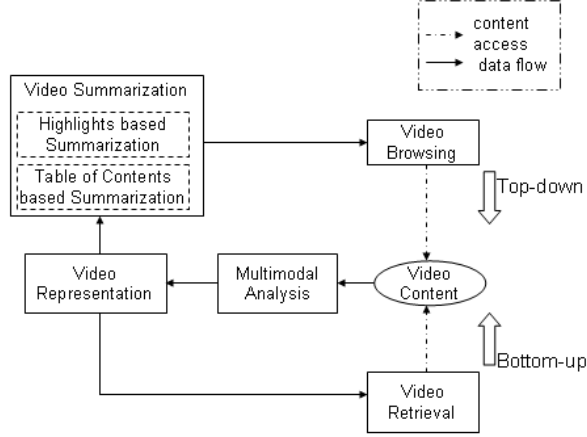 content
access
data flow
Video Summarization
Highlights based
Summarization
Table of Contents
based Summarization
Video
Browsing
Top-down
Video
Representation
Multimodal
Analysis
Video
Content
Bottom-up
Video
Retrieval